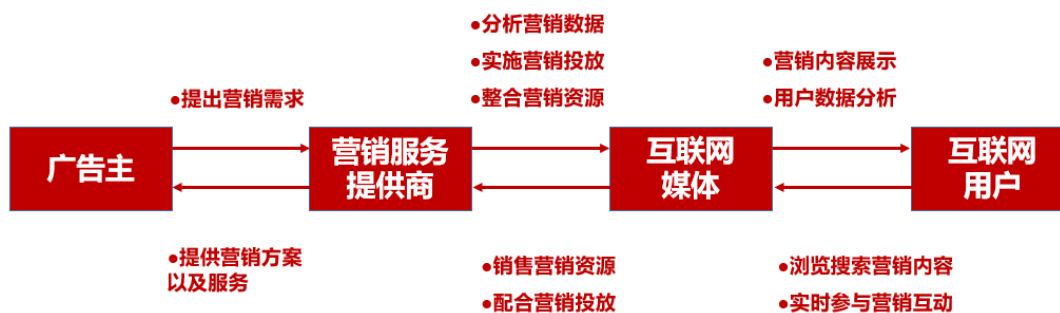 ●分析营销数据
●实施营销投放
●整合营销资源
●营销内容展示
●用户数据分析
●提出营销需求
广告主
营销服务
提供商
互联网
媒体
互联网
用户
●提供营销方案
以及服务
●销售营销资源
●配合营销投放
●浏览搜索营销内容
●实时参与营销互动